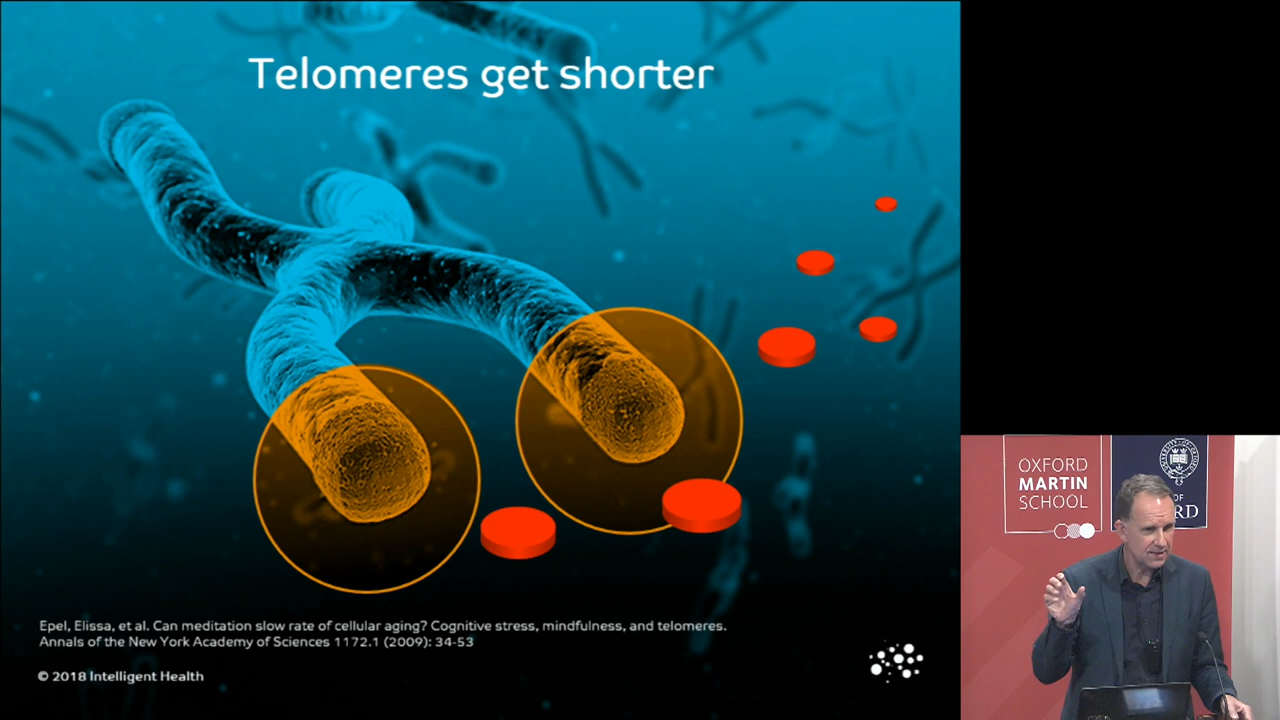 Telomeres get shorter
Epel, Elissa, et al. Can meditation slow rate of cellular aging? Cognitive stress, mindfulness, and telomeres.
Annals of the New York Academy of Sciences 1172.1 (2009): 34-53
© 2018 Intelligent Health
OXFORD
MARTIN
SCHOOL
OF
RD